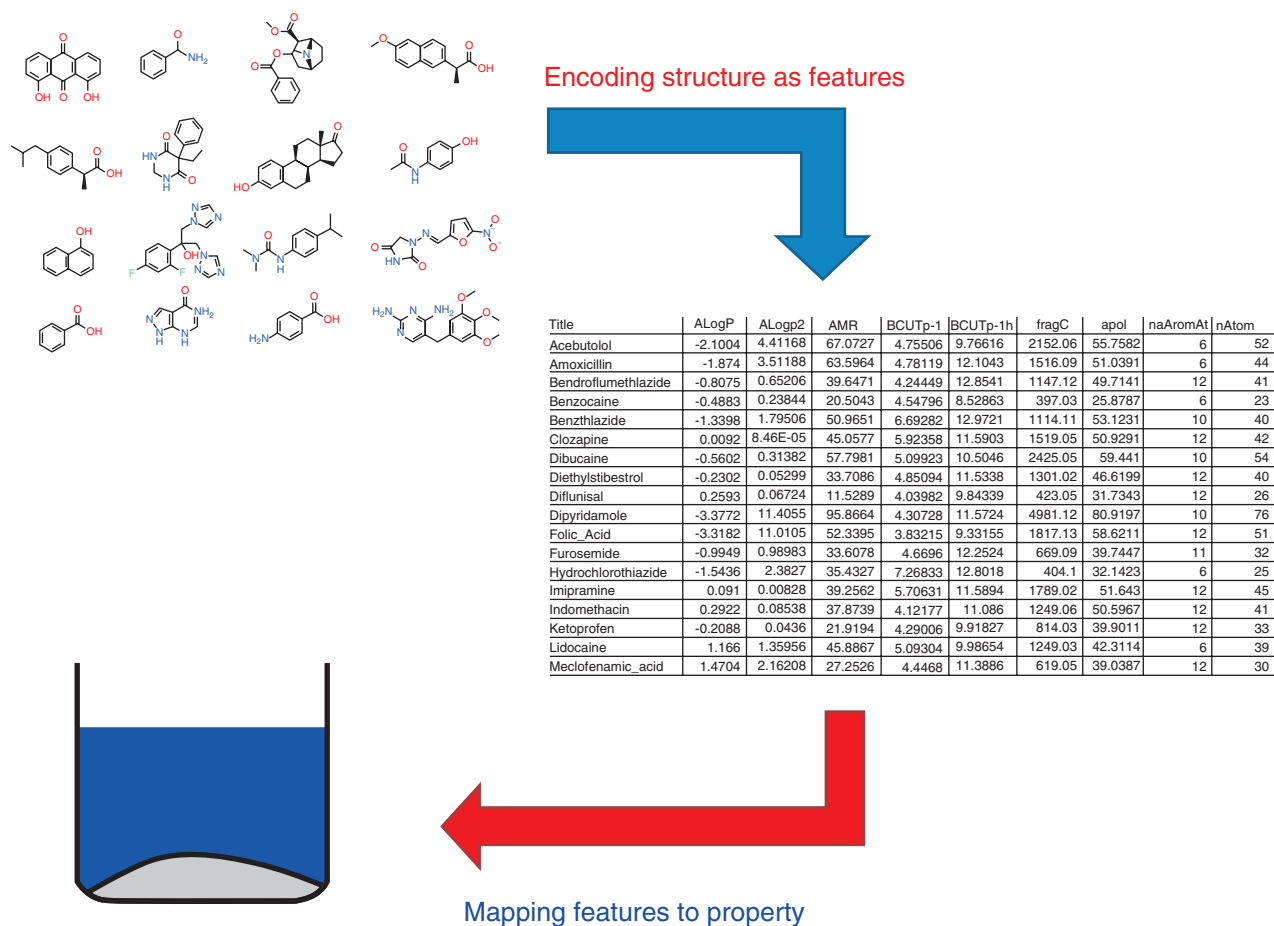 O
OH
O
OH
O
NH2
O
O
O
N
O
O
O
OH
Encoding structure as features
O
OH
O
HN
N
H
O
O
HO
O
N
H
OH
OH
N
N
N
OH
N
N
N
F
F
O
N
N
H
O
HN
O
N
N
O
N+
O
O−
O
OH
O
NH2
N
N
H
N
H
N
O
OH
H2N
H2N
N
N
NH2
O
O
O
Title ALogP ALogp2 AMR BCUTp-1 BCUTp-1h fragC apol naAromAt nAtom
Acebutolol -2.1004 4.41168 67.0727 4.75506 9.76616 2152.06 55.7582 6 52
Amoxicillin -1.874 3.51188 63.5964 4.78119 12.1043 1516.09 51.0391 6 44
Bendroflumethlazide -0.8075 0.65206 39.6471 4.24449 12.8541 1147.12 49.7141 12 41
Benzocaine -0.4883 0.23844 20.5043 4.54796 8.52863 397.03 25.8787 6 23
Benzthlazide -1.3398 1.79506 50.9651 6.69282 12.9721 1114.11 53.1231 10 40
Clozapine 0.0092 8.46E-05 45.0577 5.92358 11.5903 1519.05 50.9291 12 42
Dibucaine -0.5602 0.31382 57.7981 5.09923 10.5046 2425.05 59.441 10 54
Diethylstibestrol -0.2302 0.05299 33.7086 4.85094 11.5338 1301.02 46.6199 12 40
Diflunisal 0.2593 0.06724 11.5289 4.03982 9.84339 423.05 31.7343 12 26
Dipyridamole -3.3772 11.4055 95.8664 4.30728 11.5724 4981.12 80.9197 10 76
Folic_Acid -3.3182 11.0105 52.3395 3.83215 9.33155 1817.13 58.6211 12 51
Furosemide -0.9949 0.98983 33.6078 4.6696 12.2524 669.09 39.7447 11 32
Hydrochlorothiazide -1.5436 2.3827 35.4327 7.26833 12.8018 404.1 32.1423 6 25
Imipramine 0.091 0.00828 39.2562 5.70631 11.5894 1789.02 51.643 12 45
Indomethacin 0.2922 0.08538 37.8739 4.12177 11.086 1249.06 50.5967 12 41
Ketoprofen -0.2088 0.0436 21.9194 4.29006 9.91827 814.03 39.9011 12 33
Lidocaine 1.166 1.35956 45.8867 5.09304 9.98654 1249.03 42.3114 6 39
Meclofenamic_acid 1.4704 2.16208 27.2526 4.4468 11.3886 619.05 39.0387 12 30
Mapping features to property